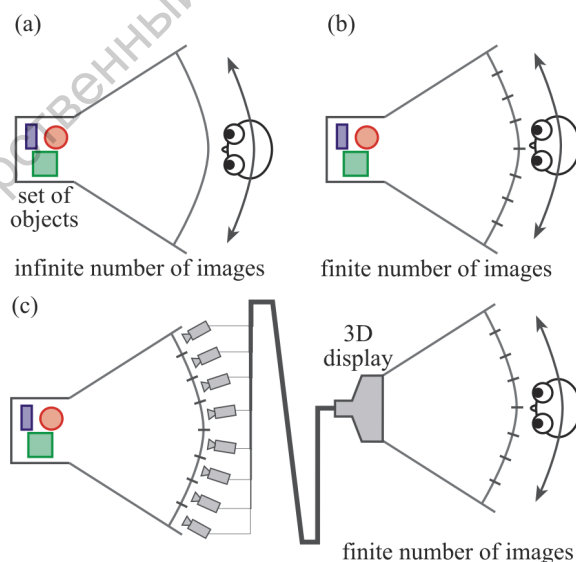 (a)
(b)
set of
objects
infinite number of images
finite number of images
(c)
3D
display
finite number of images